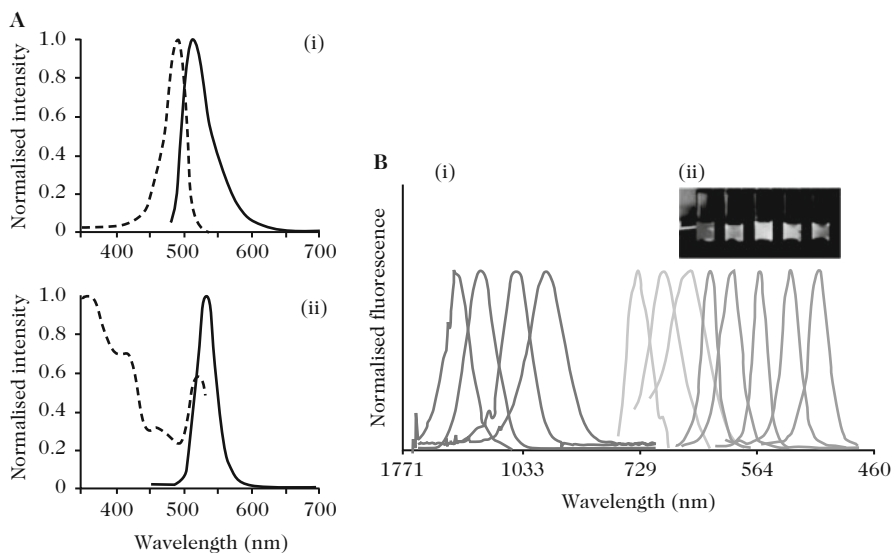 A
(i)
Normalised intensity
1.0
0.8
0.6
0.4
0.2
0
400 500 600 700
(ii)
Normalised intensity
1.0
0.8
0.6
0.4
0.2
0
400 500 600 700
Wavelength (nm)
B
(i)
(ii)
Normalised fluorescence
1771 1033 729 564 460
Wavelength (nm)